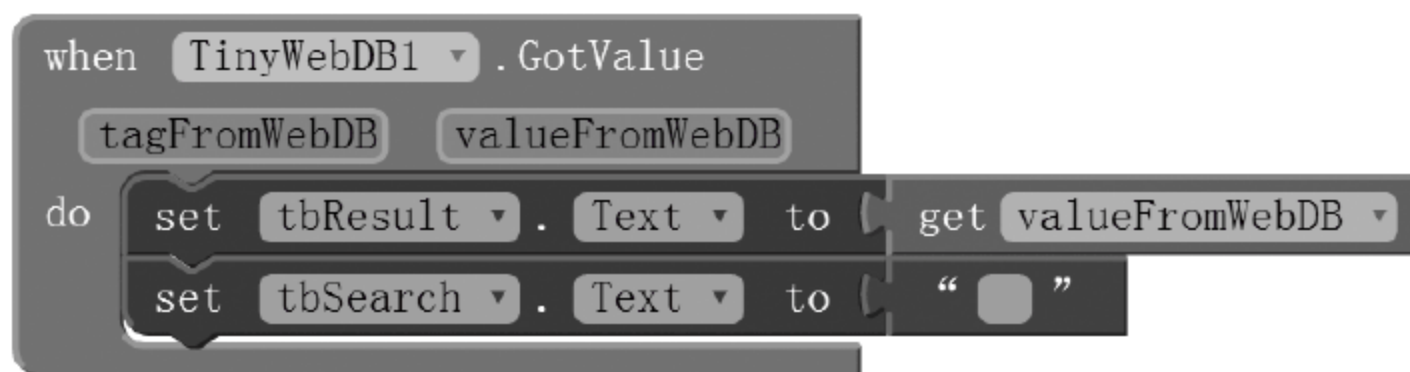 when TinyWebDB1 .GotValue
tagFromWebDB valueFromWebDB
do set tbResult . Text to get valueFromWebDB
set tbSearch . Text to “ ”